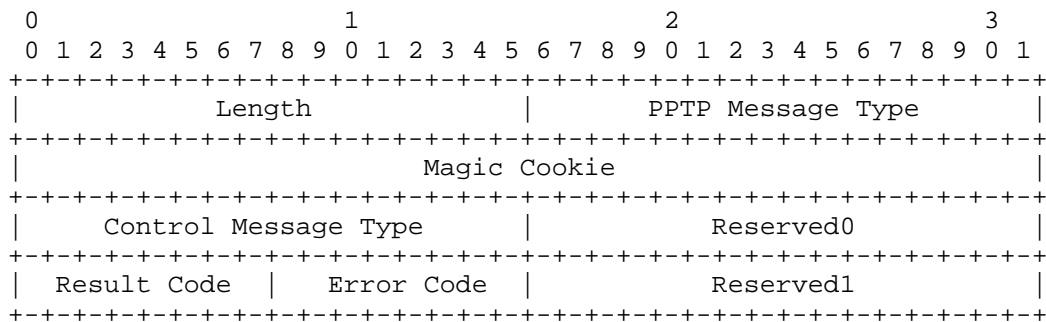 0                   1                   2                   3
 0 1 2 3 4 5 6 7 8 9 0 1 2 3 4 5 6 7 8 9 0 1 2 3 4 5 6 7 8 9 0 1
+-+-+-+-+-+-+-+-+-+-+-+-+-+-+-+-+-+-+-+-+-+-+-+-+-+-+-+-+-+-+-+-+
|            Length             |       PPTP Message Type       |
+-+-+-+-+-+-+-+-+-+-+-+-+-+-+-+-+-+-+-+-+-+-+-+-+-+-+-+-+-+-+-+-+
|                         Magic Cookie                          |
+-+-+-+-+-+-+-+-+-+-+-+-+-+-+-+-+-+-+-+-+-+-+-+-+-+-+-+-+-+-+-+-+
|     Control Message Type      |           Reserved0           |
+-+-+-+-+-+-+-+-+-+-+-+-+-+-+-+-+-+-+-+-+-+-+-+-+-+-+-+-+-+-+-+-+
|  Result Code  |   Error Code  |           Reserved1           |
+-+-+-+-+-+-+-+-+-+-+-+-+-+-+-+-+-+-+-+-+-+-+-+-+-+-+-+-+-+-+-+-+